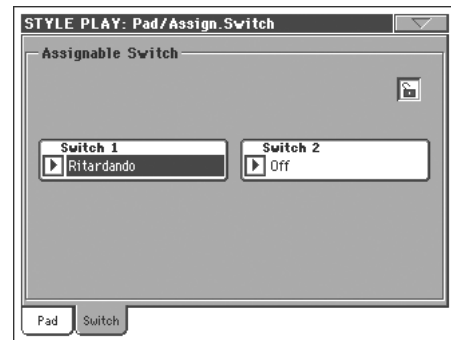 STYLE PLAY: Pad/Assign.Switch
Assignable Switch
Switch 1 Switch 2
Ritardando Off
Pad Switch